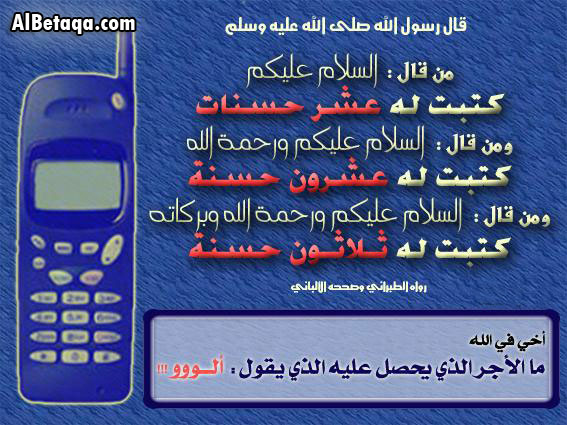 AlBetaqa.com
قال رسول الله صلى الله عليه وسلم
من قال : السلام عليكم
كتبت له عشر حسنات
ومن قال : السلام عليكم ورحمة الله
كتبت له عشرون حسنة
ومن قال : السلام عليكم ورحمة الله وبركاته
كتبت له ثلاثون حسنة
رواه الطبراني وصححه الالباني
أخي في الله
ما الأجر الذي يحصل عليه الذي يقول : ألــووو !!!